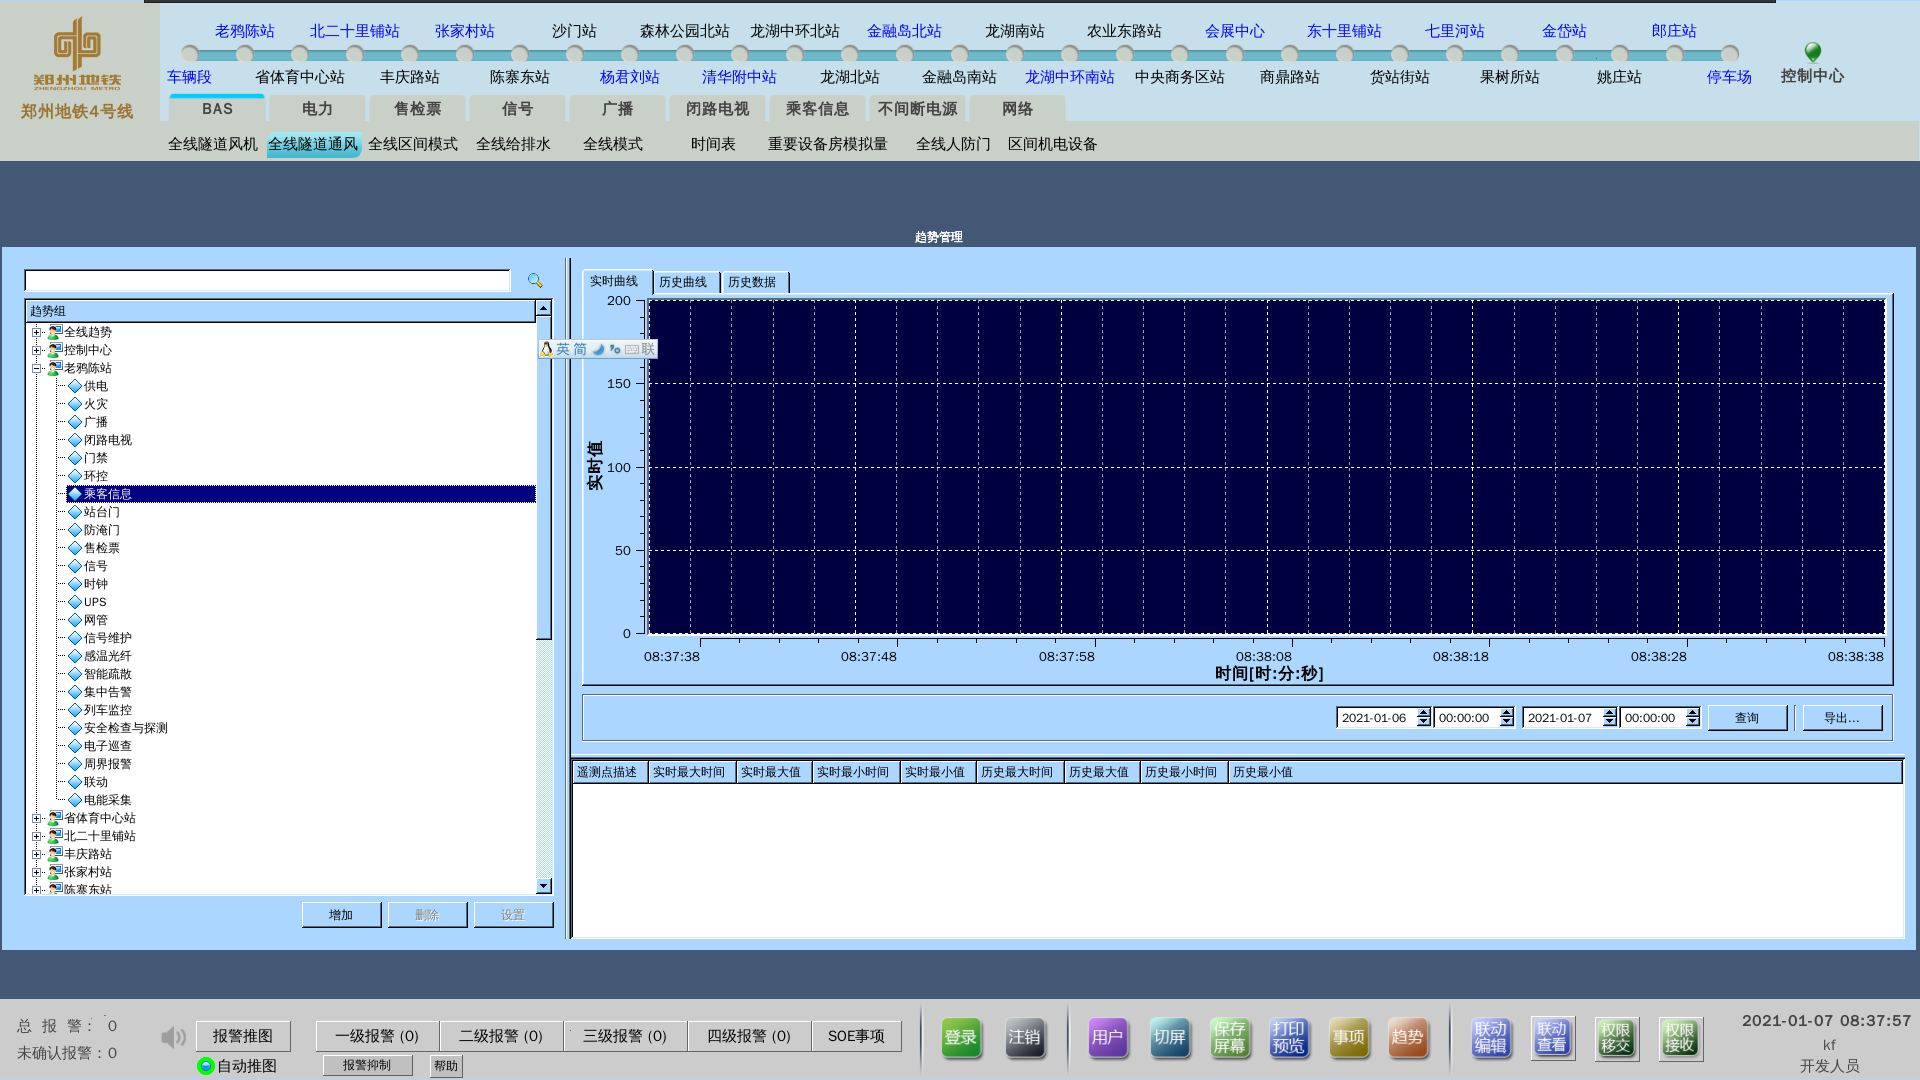 老鸦陈站 北二十里铺站 张家村站 沙门站 森林公园北站 龙湖中环北站 金融岛北站 龙湖南站 农业东路站 会展中心 东十里铺站 七里河站 金岱站 郎庄站
车辆段 省体育中心站 丰庆路站 陈寨东站 杨君刘站 清华附中站 龙湖北站 金融岛南站 龙湖中环南站 中央商务区站 商鼎路站 货站街站 果树所站 姚庄站 停车场 控制中心
郑州地铁
ZHENGZHOU METRO
郑州地铁4号线
BAS 电力 售检票 信号 广播 闭路电视 乘客信息 不间断电源 网络
全线隧道风机 全线隧道通风 全线区间模式 全线给排水 全线模式 时间表 重要设备房模拟量 全线人防门 区间机电设备
趋势管理
趋势组
全线趋势
控制中心
老鸦陈站
供电
火灾
广播
闭路电视
门禁
环控
乘客信息
站台门
防淹门
售检票
信号
时钟
UPS
网管
信号维护
感温光纤
智能疏散
集中告警
列车监控
安全检查与探测
电子巡查
周界报警
联动
电能采集
省体育中心站
北二十里铺站
丰庆路站
张家村站
陈寨东站
增加 删除 设置
英 简 联
实时曲线 历史曲线 历史数据
200
150
100
50
0
实时值
08:37:38 08:37:48 08:37:58 08:38:08 08:38:18 08:38:28 08:38:38
时间[时:分:秒]
2021-01-06 00:00:00 2021-01-07 00:00:00 查询 导出...
遥测点描述 实时最大时间 实时最大值 实时最小时间 实时最小值 历史最大时间 历史最大值 历史最小时间 历史最小值
总 报 警： 0
未确认报警：0
报警推图
自动推图
一级报警 (0) 二级报警 (0) 三级报警 (0) 四级报警 (0) SOE事项
报警抑制 帮助
登录 注销 用户 切屏 保存屏幕 打印预览 事项 趋势 联动编辑 联动查看 权限移交 权限接收
2021-01-07 08:37:57
kf
开发人员